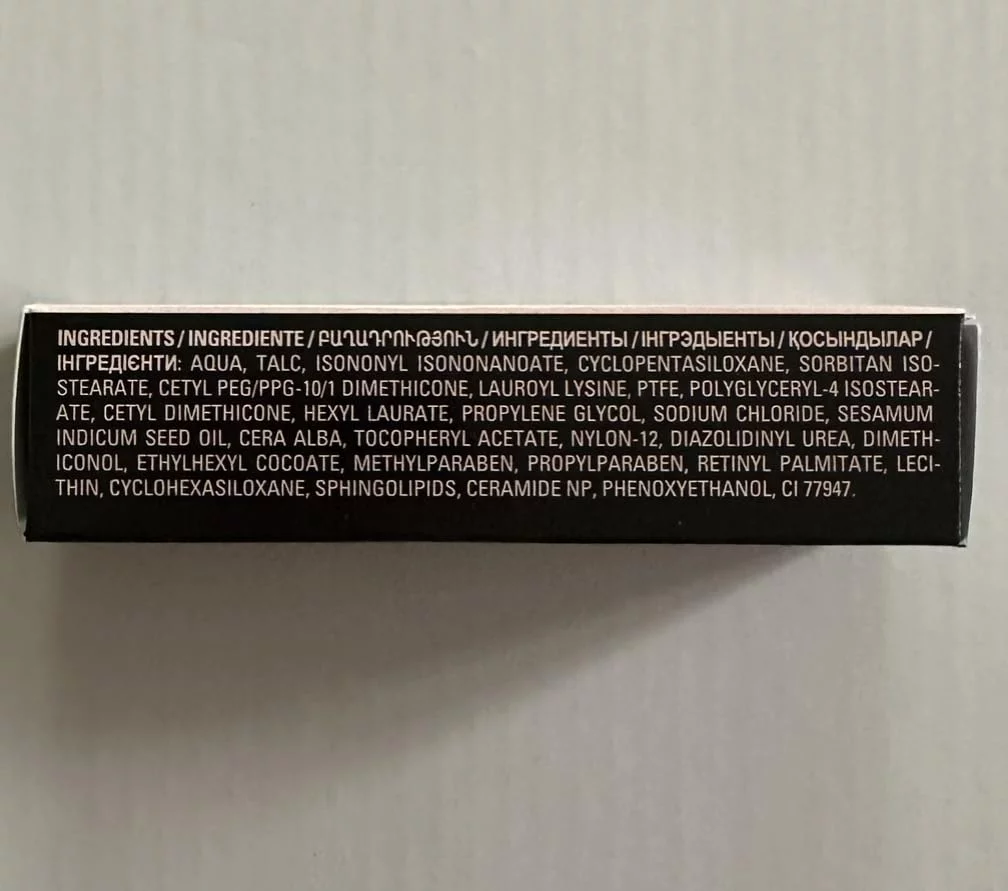 INGREDIENTS / INGREDIENTE / ԲԱՂԱԴՐՈՒԹՅՈՒՆ / ИНГРЕДИЕНТЫ / ІНГРЭДЫЕНТЫ / ҚОСЫНДЫЛАР /
ІНГРЕДІЄНТИ: AQUA, TALC, ISONONYL ISONONANOATE, CYCLOPENTASILOXANE, SORBITAN ISO-
STEARATE, CETYL PEG/PPG-10/1 DIMETHICONE, LAUROYL LYSINE, PTFE, POLYGLYCERYL-4 ISOSTEAR-
ATE, CETYL DIMETHICONE, HEXYL LAURATE, PROPYLENE GLYCOL, SODIUM CHLORIDE, SESAMUM
INDICUM SEED OIL, CERA ALBA, TOCOPHERYL ACETATE, NYLON-12, DIAZOLIDINYL UREA, DIMETH-
ICONOL, ETHYLHEXYL COCOATE, METHYLPARABEN, PROPYLPARABEN, RETINYL PALMITATE, LECI-
THIN, CYCLOHEXASILOXANE, SPHINGOLIPIDS, CERAMIDE NP, PHENOXYETHANOL, CI 77947.